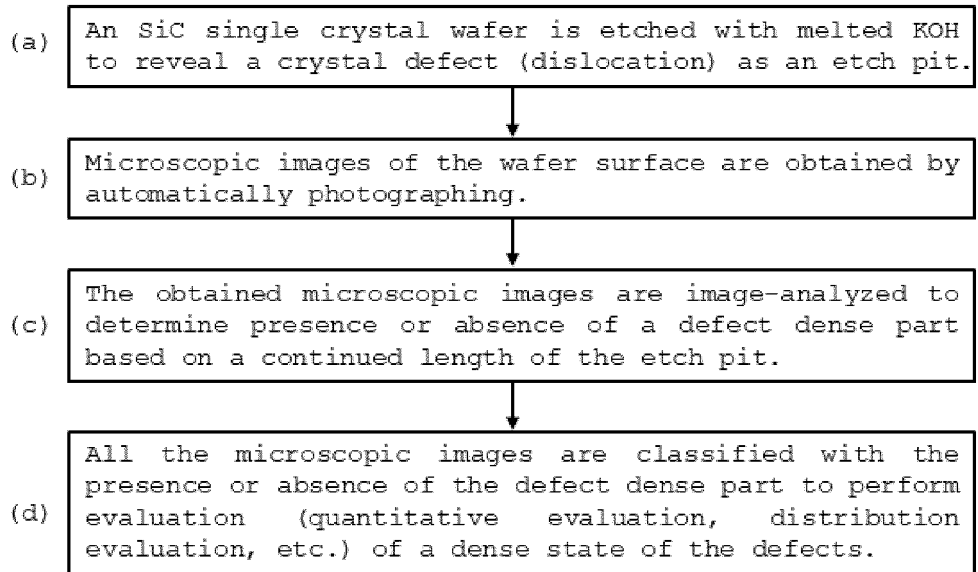 (a) An SiC single crystal wafer is etched with melted KOH
to reveal a crystal defect (dislocation) as an etch pit.
(b) Microscopic images of the wafer surface are obtained by
automatically photographing.
The obtained microscopic images are image-analyzed to
(c) determine presence or absence of a defect dense part
based on a continued length of the etch pit.
All the microscopic images are classified with the
presence or absence of the defect dense part to perform
(d) evaluation (quantitative evaluation, distribution
evaluation, etc.) of a dense state of the defects.